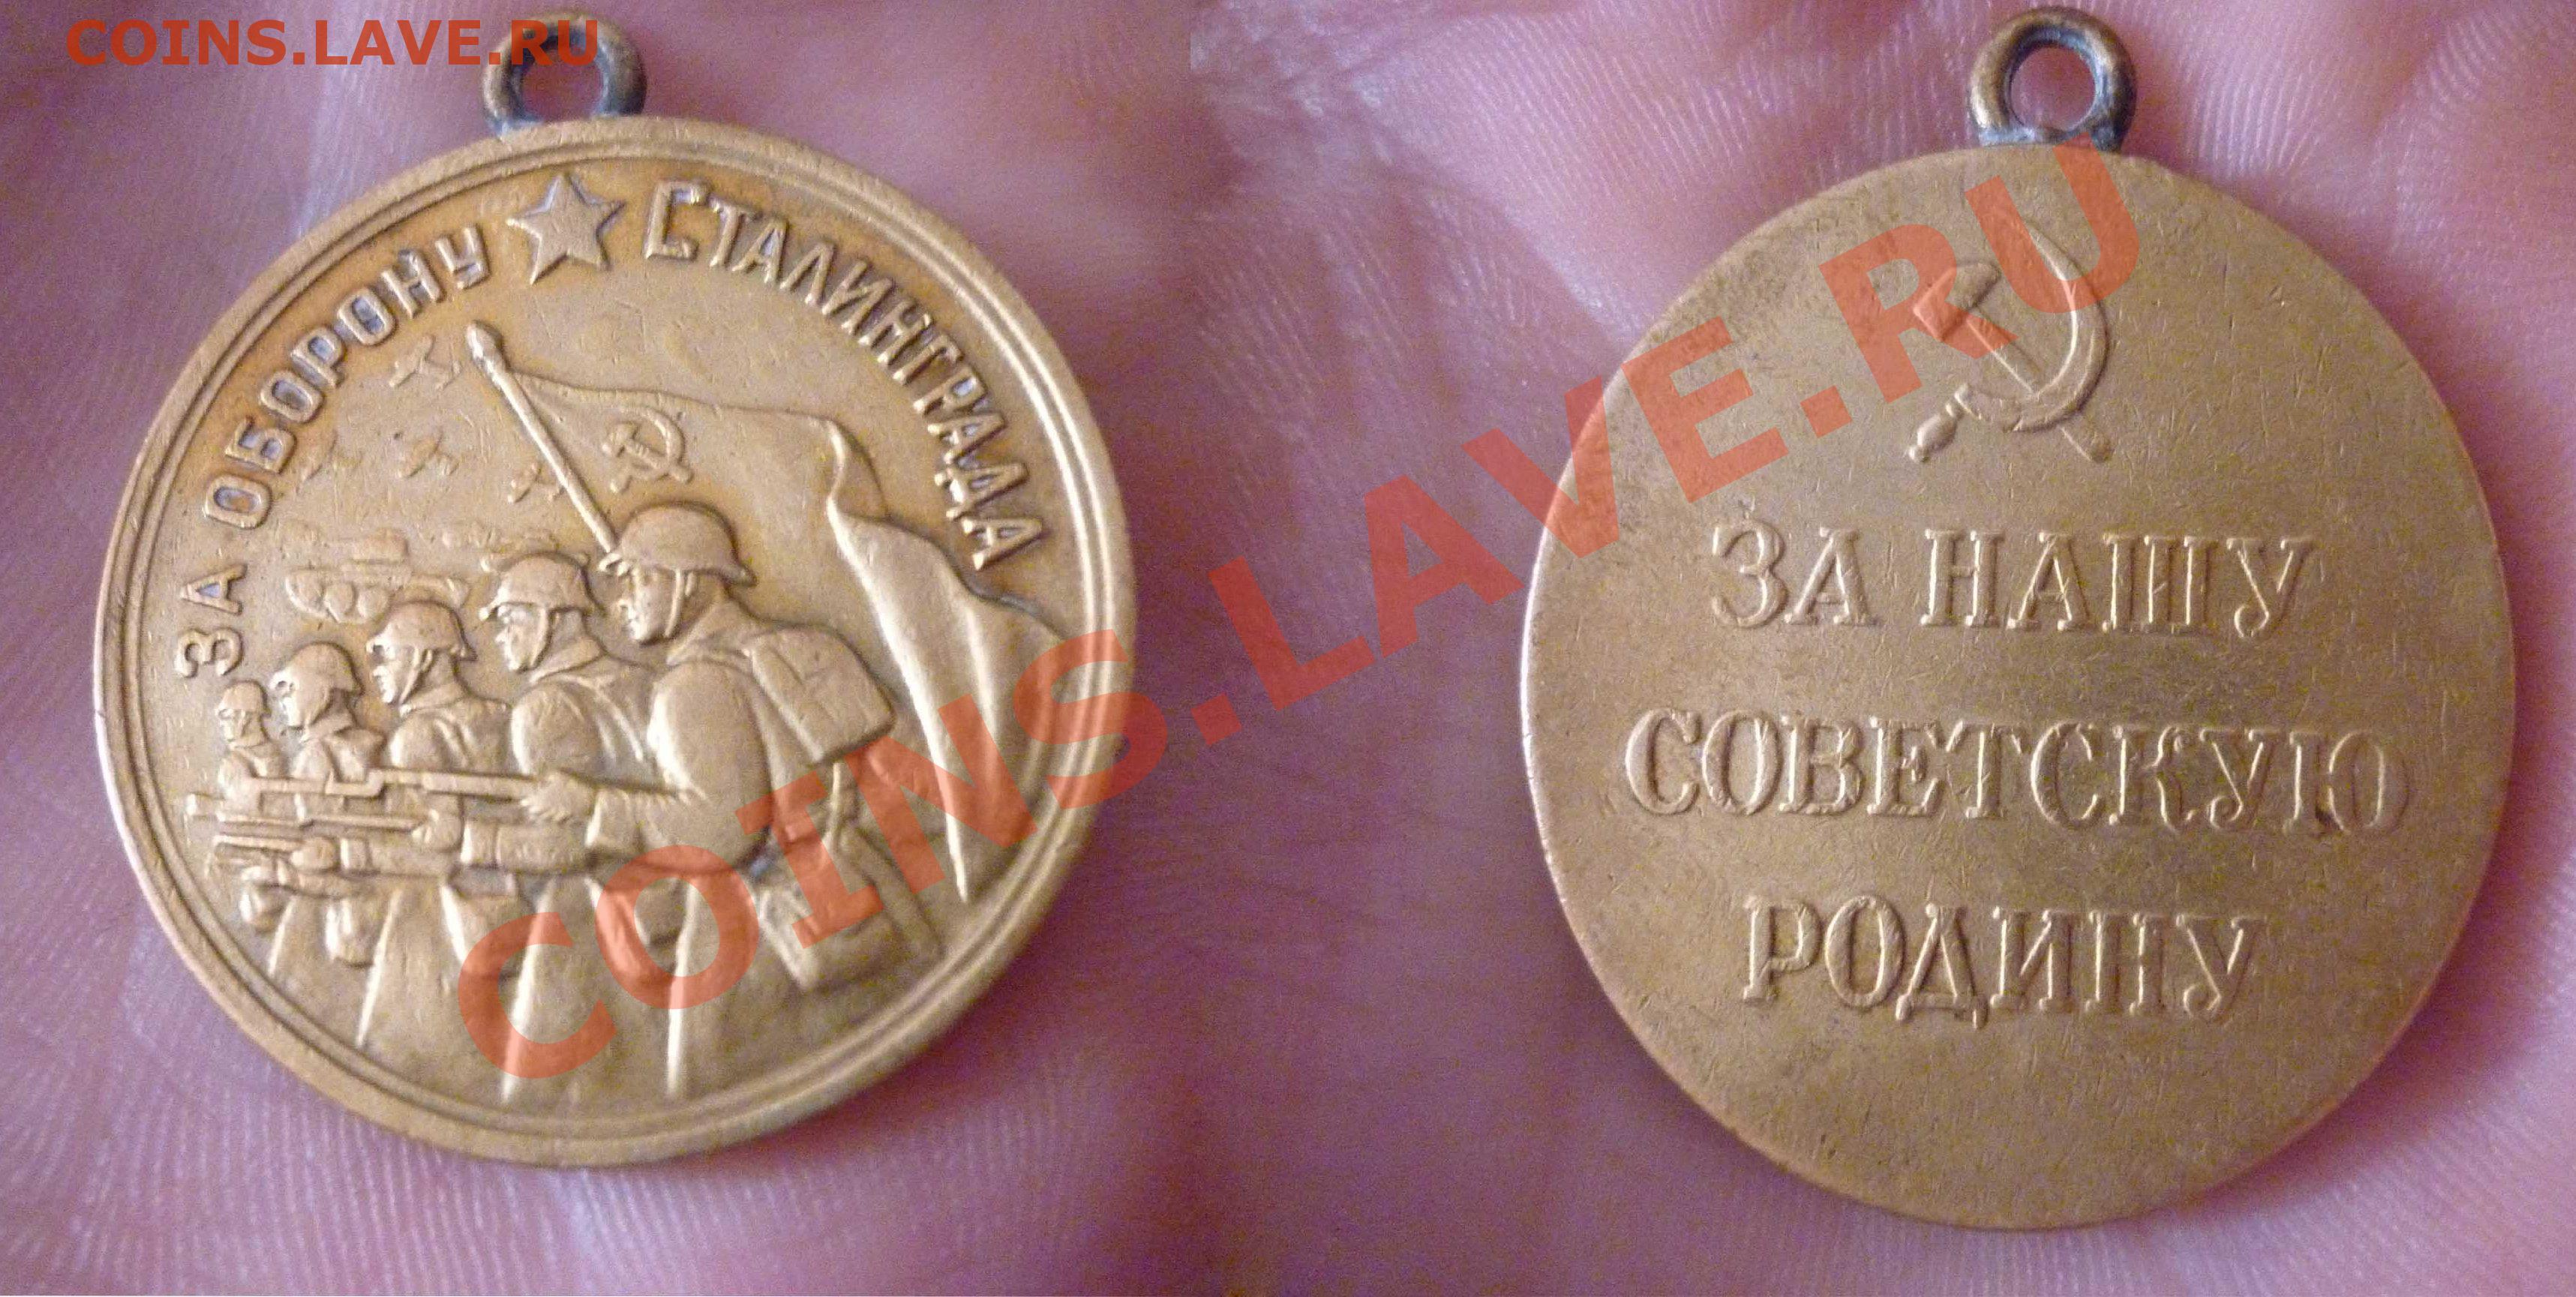 COINS.LAVE.RU
ЗА ОБОРОНУ СТАЛИНГРАДА
ЗА НАШУ
СОВЕТСКУЮ
РОДИНУ
COINS.LAVE.RU